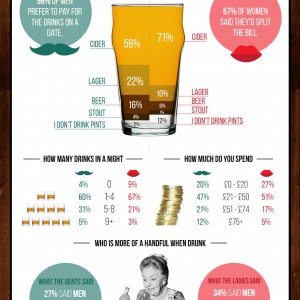 56% OF MEN
PREFER TO PAY FOR
THE DRINKS ON A
DATE.
57% OF WOMEN
SAID THEY'D SPLIT
THE BILL.
CIDER 56% 71% CIDER
LAGER 22% 10% LAGER
BEER 16% 8% BEER
STOUT STOUT
I DON'T DRINK PINTS I DON'T DRINK PINTS
HOW MANY DRINKS IN A NIGHT
4% 0 9%
60% 1-4 67%
31% 5-8 21%
5% 9+ 3%
HOW MUCH DO YOU SPEND
20% £0 - £20 27%
47% £21 - £50 51%
21% £51 - £74 17%
12% £75+ 5%
WHO IS MORE OF A HANDFUL WHEN DRUNK
WHAT THE GENTS SAID
27% SAID MEN
WHAT THE LADIES SAID
34% SAID MEN